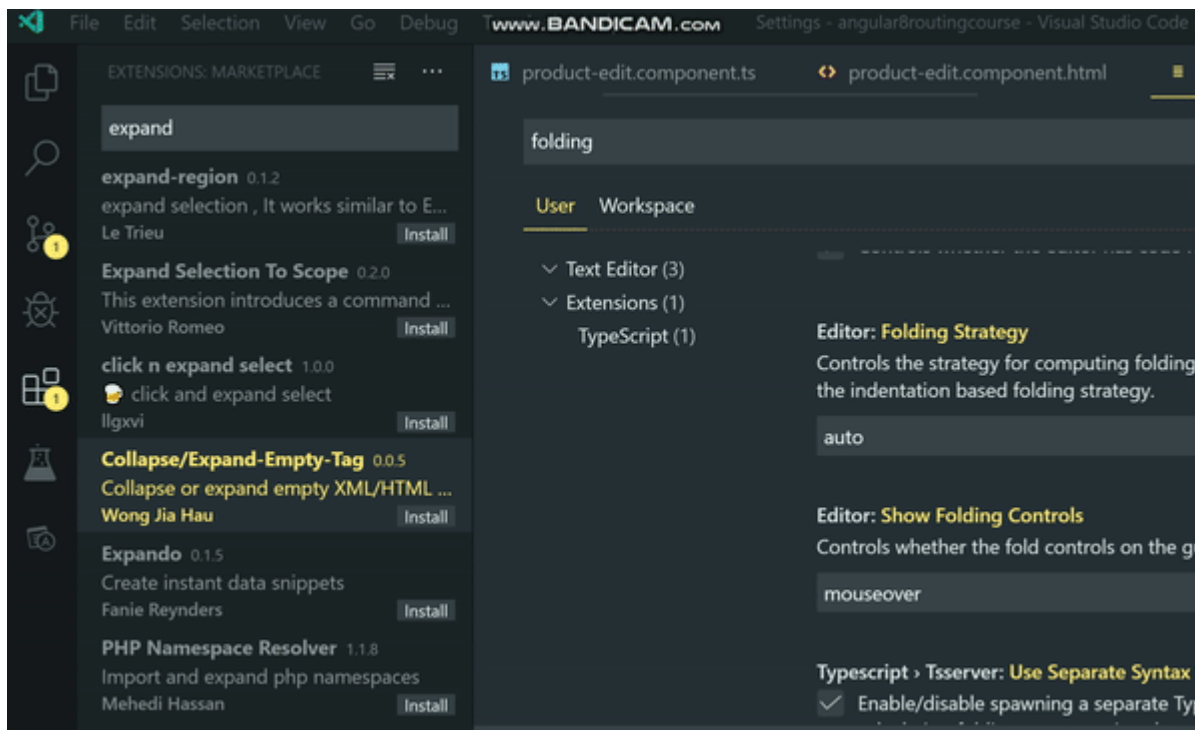 File Edit Selection View Go Debug T
www.BANDICAM.com
Settings - angular8routingcourse - Visual Studio Code
EXTENSIONS: MARKETPLACE
expand
expand-region 0.1.2
expand selection , It works similar to E...
Le Trieu Install
Expand Selection To Scope 0.2.0
This extension introduces a command ...
Vittorio Romeo Install
click n expand select 1.0.0
click and expand select
llgxvi Install
Collapse/Expand-Empty-Tag 0.0.5
Collapse or expand empty XML/HTML ...
Wong Jia Hau Install
Expando 0.1.5
Create instant data snippets
Fanie Reynders Install
PHP Namespace Resolver 1.1.8
Import and expand php namespaces
Mehedi Hassan Install
1
1
TS product-edit.component.ts
product-edit.component.html
folding
User Workspace
Text Editor (3)
Extensions (1)
TypeScript (1)
Editor: Folding Strategy
Controls the strategy for computing folding
the indentation based folding strategy.
auto
Editor: Show Folding Controls
Controls whether the fold controls on the g
mouseover
Typescript › Tsserver: Use Separate Syntax
Enable/disable spawning a separate Ty